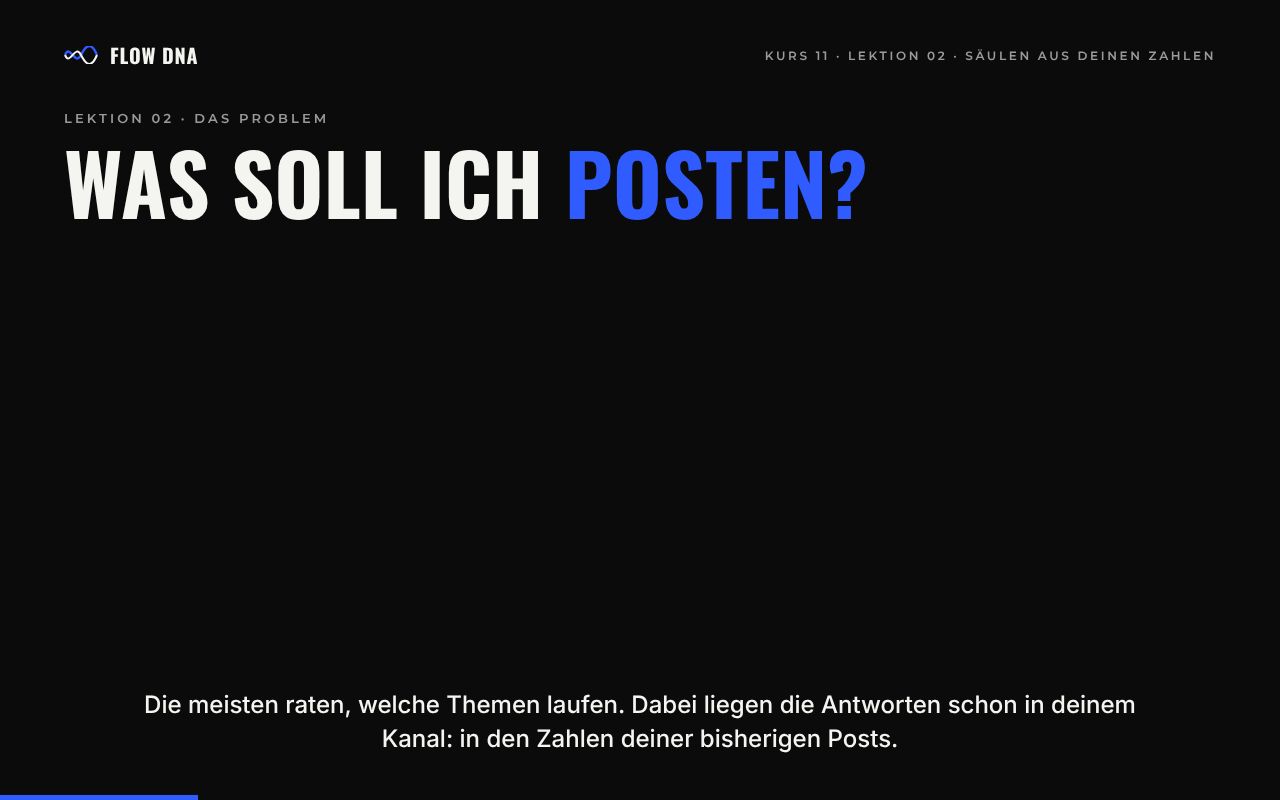 FLOW DNA
KURS 11 · LEKTION 02 · SÄULEN AUS DEINEN ZAHLEN
LEKTION 02 · DAS PROBLEM
WAS SOLL ICH POSTEN?
Die meisten raten, welche Themen laufen. Dabei liegen die Antworten schon in deinem
Kanal: in den Zahlen deiner bisherigen Posts.